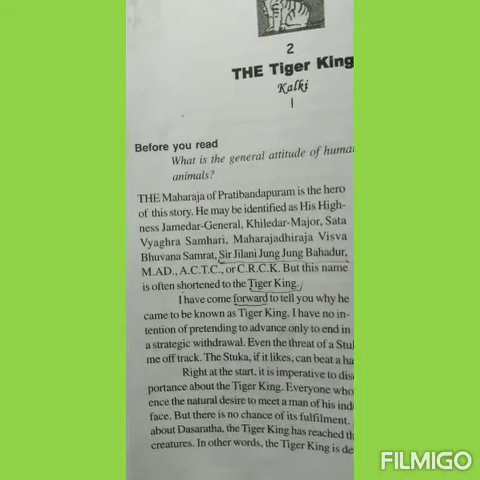 2
THE Tiger King
Kalki
1
Before you read
What is the general attitude of
animals?
THE Maharaja of Pratibandapuram is the hero
of this story. He may be identified as His High-
ness Jamedar-General, Khiledar-Major, Sata
Vyaghra Samhari, Maharajadhiraja Visva
Bhuvana Samrat, Sir Jilani Jung Jung Bahadur,
M.AD., A.C.T.C., or C.R.C.K. But this name
is often shortened to the Tiger King.
I have come forward to tell you why he
came to be known as Tiger King. I have no in-
tention of pretending to advance only to end in
a strategic withdrawal. Even the threat of a
me off track. The Stuka, if it likes, can beat a
Right at the start, it is imperative to
portance about the Tiger King. Everyone who
ence the natural desire to meet a man of his
face. But there is no chance of its fulfilment.
about Dasaratha, the Tiger King has reached
creatures. In other words, the Tiger King is
FILMIGO